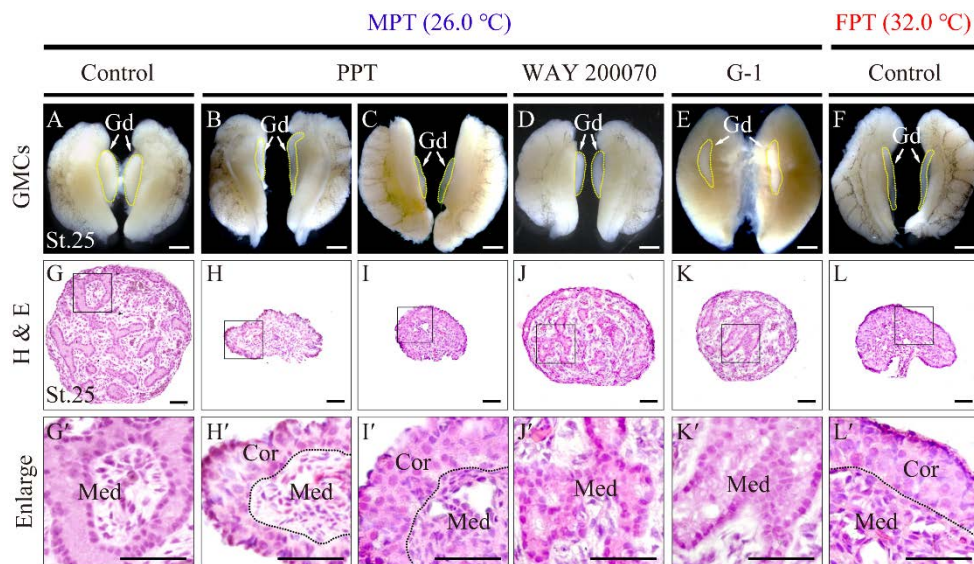 MPT (26.0 °C) FPT (32.0 °C)
Control PPT WAY 200070 G-1 Control
GMCs
A Gd St.25
B Gd
C Gd
D Gd
E Gd
F Gd
H & E
G St.25
H
I
J
K
L
Enlarge
G′ Med
H′ Cor Med
I′ Cor Med
J′ Med
K′ Med
L′ Cor Med